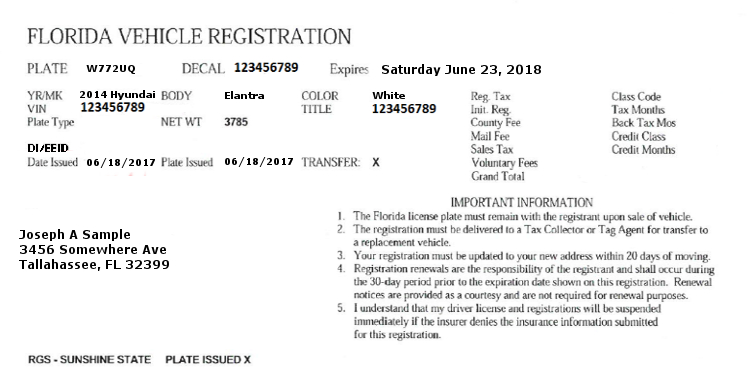 FLORIDA VEHICLE REGISTRATION
PLATE W772UQ DECAL 123456789 Expires Saturday June 23, 2018
YR/MK 2014 Hyundai BODY Elantra COLOR White Reg. Tax Class Code
VIN 123456789 TITLE 123456789 Init. Reg. Tax Months
Plate Type NET WT 3785 County Fee Back Tax Mos
Mail Fee Credit Class
DI/EEID Sales Tax Credit Months
Date Issued 06/18/2017 Plate Issued 06/18/2017 TRANSFER: X Voluntary Fees
Grand Total
IMPORTANT INFORMATION
1. The Florida license plate must remain with the registrant upon sale of vehicle.
2. The registration must be delivered to a Tax Collector or Tag Agent for transfer to
a replacement vehicle.
3. Your registration must be updated to your new address within 20 days of moving.
4. Registration renewals are the responsibility of the registrant and shall occur during
the 30-day period prior to the expiration date shown on this registration. Renewal
notices are provided as a courtesy and are not required for renewal purposes.
5. I understand that my driver license and registrations will be suspended
immediately if the insurer denies the insurance information submitted
for this registration.
Joseph A Sample
3456 Somewhere Ave
Tallahassee, FL 32399
RGS - SUNSHINE STATE PLATE ISSUED X